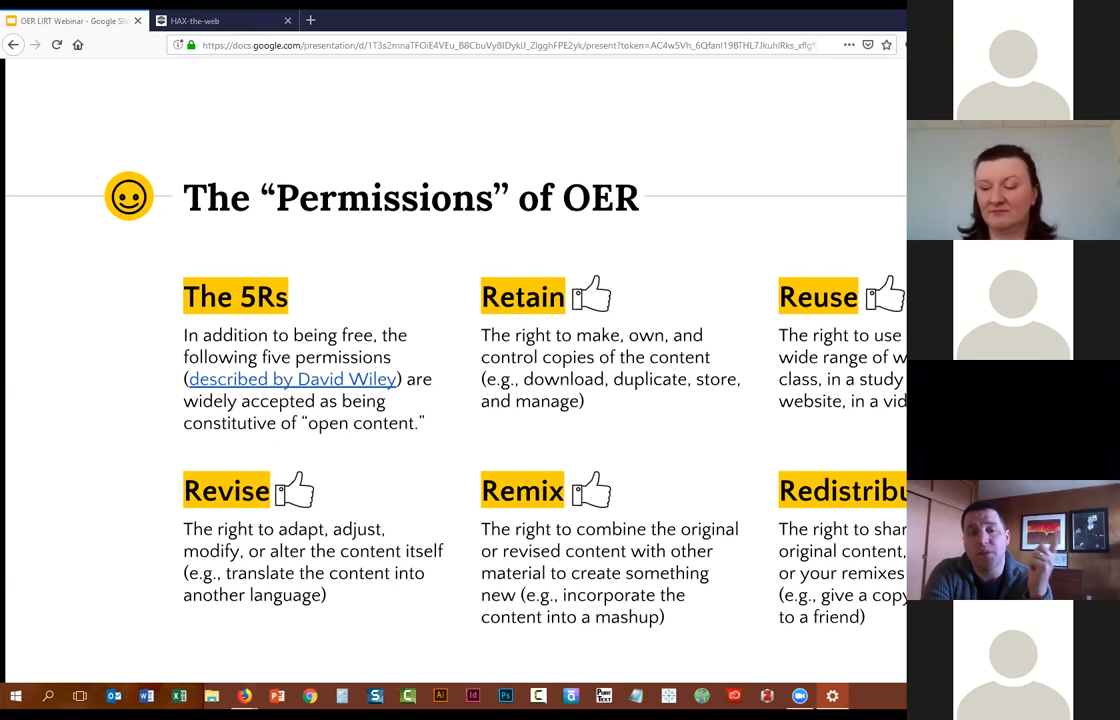 OER LIRT Webinar - Google Sli
HAX-the-web
https://docs.google.com/presentation/d/
The “Permissions” of OER
The 5Rs
In addition to being free, the
following five permissions
(described by David Wiley) are
widely accepted as being
constitutive of “open content.”
Retain
The right to make, own, and
control copies of the content
(e.g., download, duplicate, store,
and manage)
Reuse
The right to use
wide range of w
class, in a study
website, in a vid
Revise
The right to adapt, adjust,
modify, or alter the content itself
(e.g., translate the content into
another language)
Remix
The right to combine the original
or revised content with other
material to create something
new (e.g., incorporate the
content into a mashup)
Redistribu
The right to shar
original content,
or your remixes
(e.g., give a copy
to a friend)
Ai
Id
Ps
PURE
TEXT